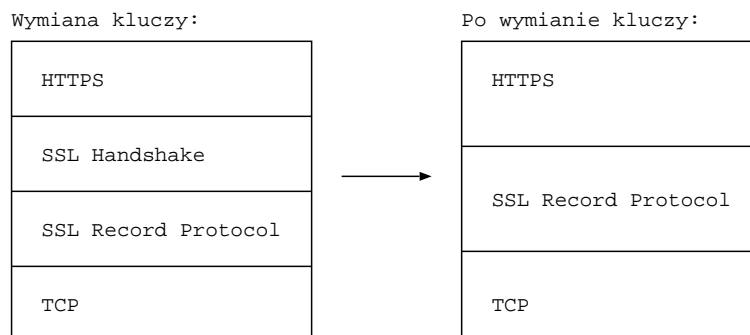 Wymiana kluczy:
HTTPS
SSL Handshake
SSL Record Protocol
TCP
Po wymianie kluczy:
HTTPS
SSL Record Protocol
TCP